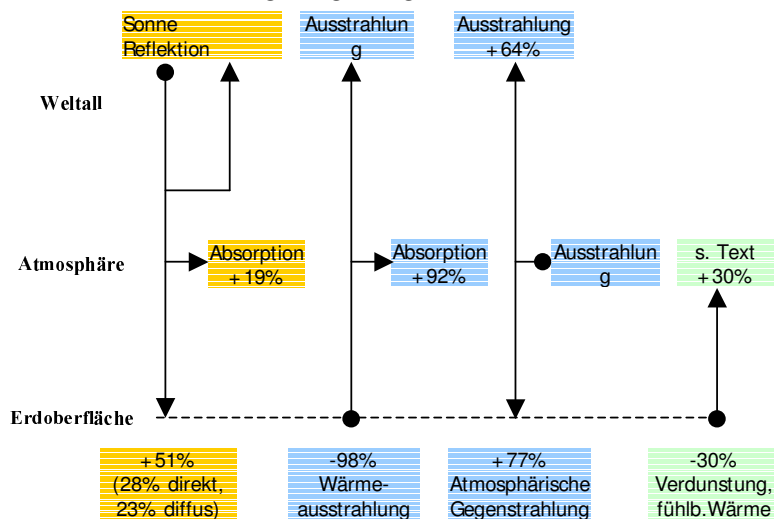 Sonne
Reflektion
Ausstrahlun
g
Ausstrahlung
+64%
Weltall
Atmosphäre
Absorption
+19%
Absorption
+92%
Ausstrahlun
g
s. Text
+30%
Erdoberfläche
+51%
(28% direkt,
23% diffus)
-98%
Wärme-
ausstrahlung
+77%
Atmosphärische
Gegenstrahlung
-30%
Verdunstung,
fühlb.Wärme